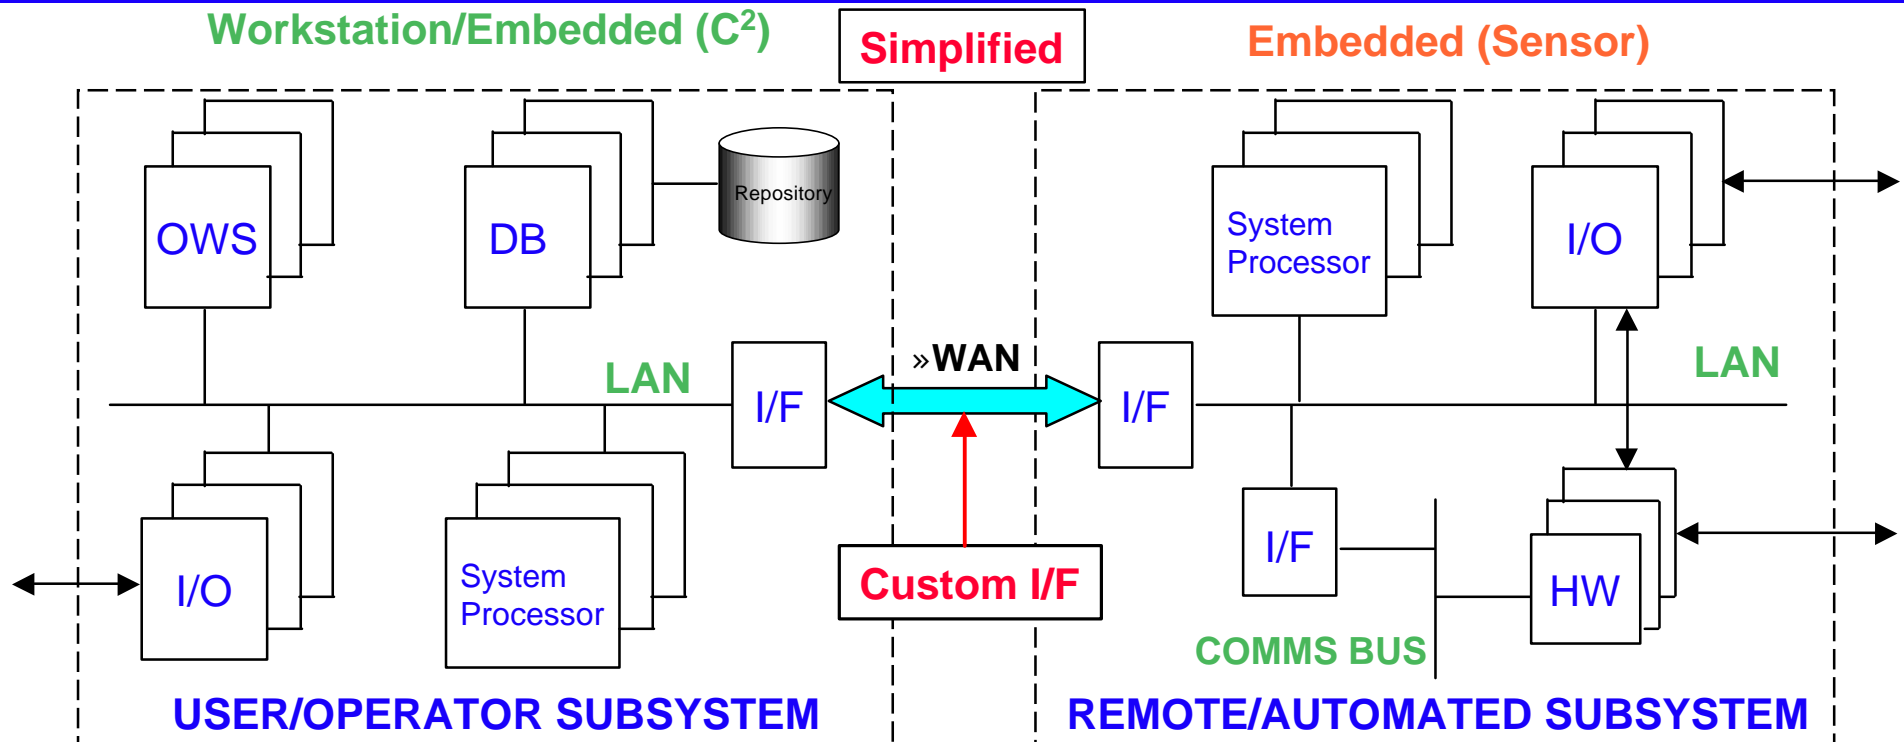 Workstation/Embedded (C²)
Simplified
Embedded (Sensor)
OWS
DB
Repository
System
Processor
I/O
LAN
I/F
»WAN
I/F
LAN
I/O
System
Processor
Custom I/F
I/F
HW
COMMS BUS
USER/OPERATOR SUBSYSTEM
REMOTE/AUTOMATED SUBSYSTEM